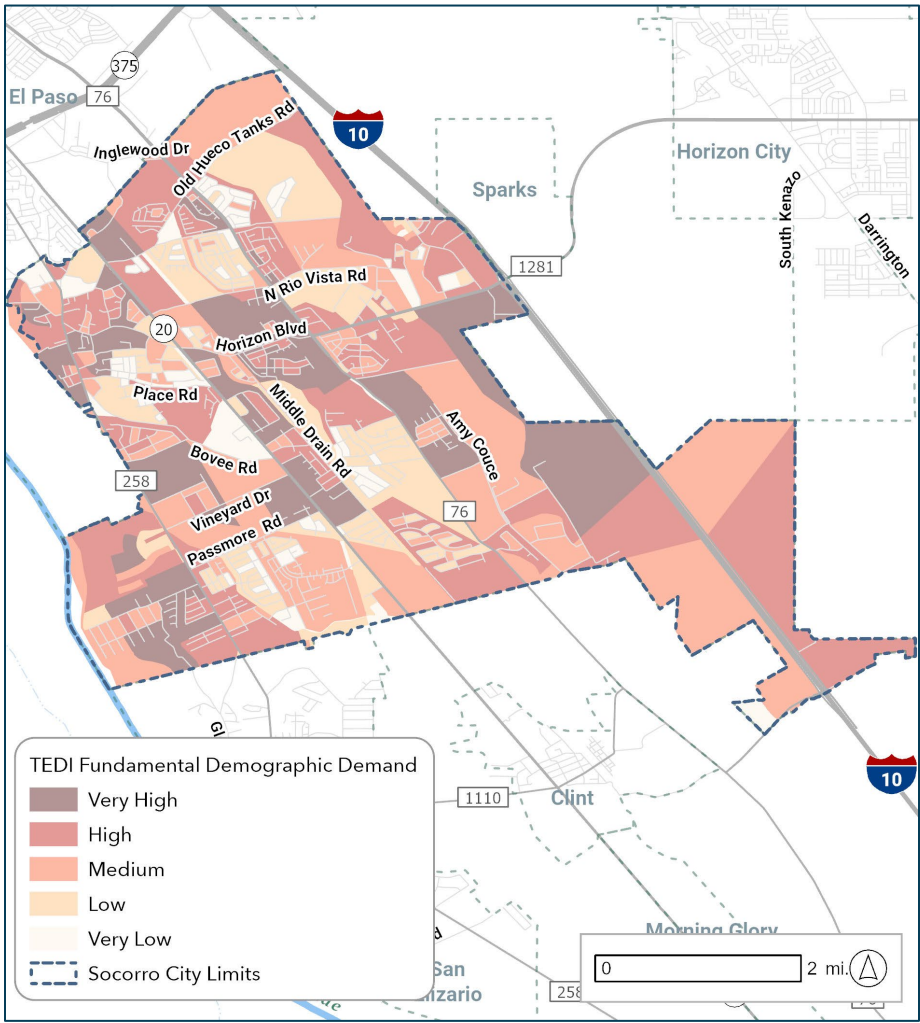 375
El Paso
76
10
Inglewood Dr
Old Hueco Tanks Rd
Horizon City
Sparks
South Kenazo
Darrington
1281
N Rio Vista Rd
20
Horizon Blvd
Place Rd
Middle Drain Rd
Amy Couce
Bovee Rd
258
Vineyard Dr
76
Passmore Rd
Gl
10
TEDI Fundamental Demographic Demand
Very High
High
Medium
Low
Very Low
Socorro City Limits
1110
Clint
Morning Glory
San
lizario
258
0 2 mi.